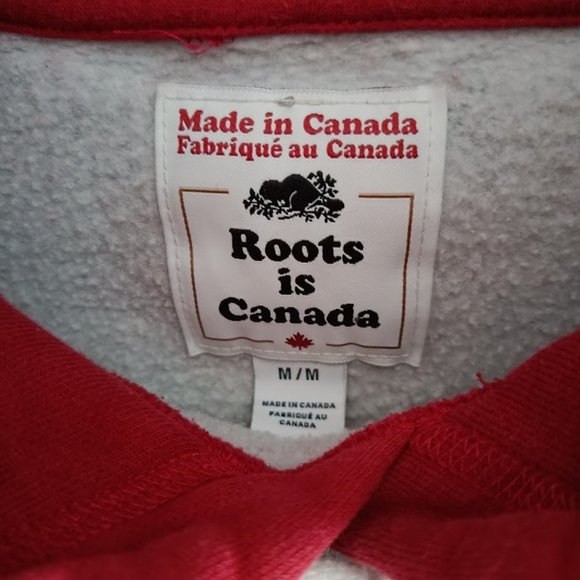 Made in Canada
Fabriqué au Canada
Roots
is
Canada
M / M
MADE IN CANADA
FABRIQUÉ AU
CANADA